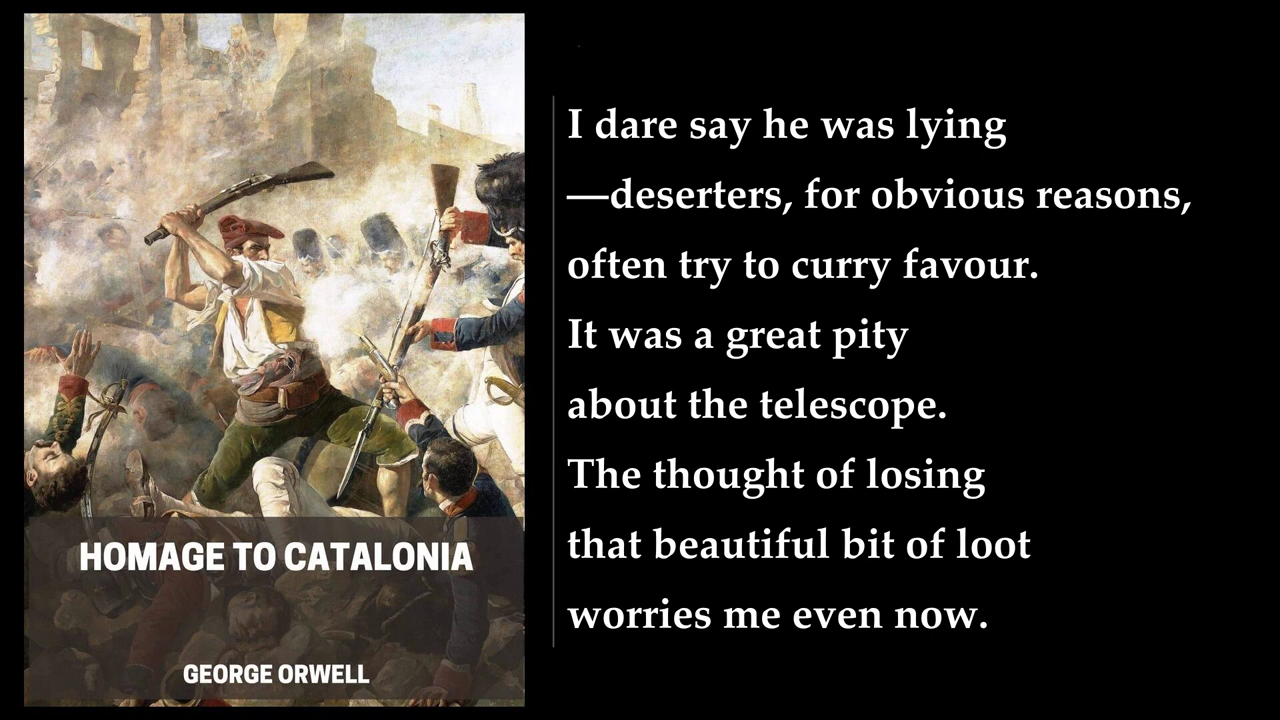 HOMAGE TO CATALONIA
GEORGE ORWELL
I dare say he was lying
—deserters, for obvious reasons,
often try to curry favour.
It was a great pity
about the telescope.
The thought of losing
that beautiful bit of loot
worries me even now.